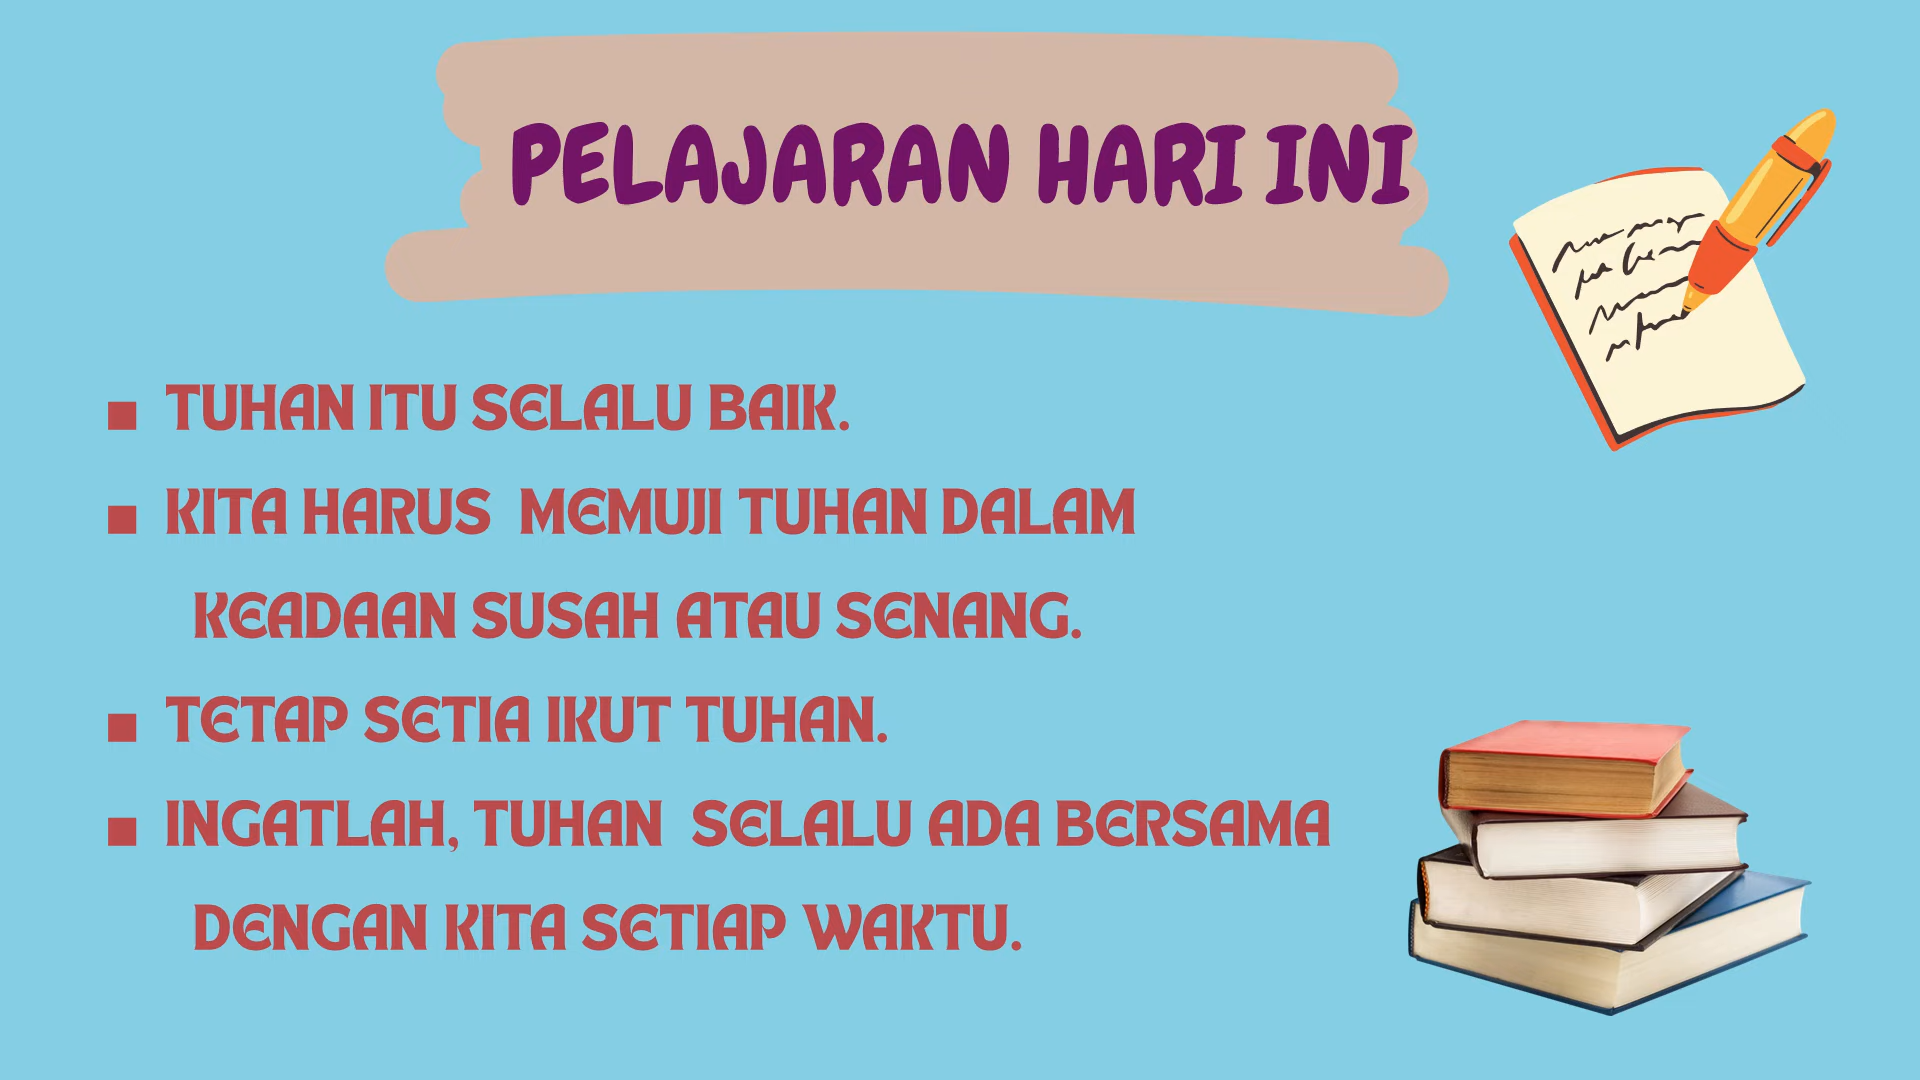 PELAJARAN HARI INI
▪ TUHAN ITU SELALU BAIK.
▪ KITA HARUS MEMUJI TUHAN DALAM
KEADAAN SUSAH ATAU SENANG.
▪ TETAP SETIA IKUT TUHAN.
▪ INGATLAH, TUHAN SELALU ADA BERSAMA
DENGAN KITA SETIAP WAKTU.